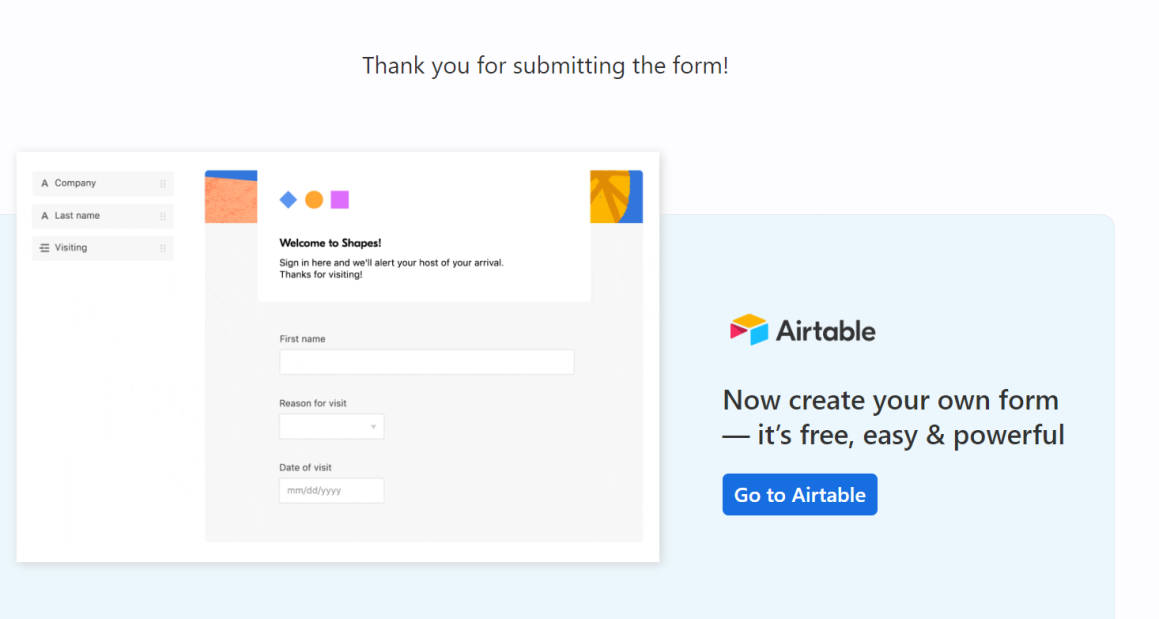 Thank you for submitting the form!
Company
Last name
Visiting
Welcome to Shapes!
Sign in here and we'll alert your host of your arrival.
Thanks for visiting!
First name
Reason for visit
Date of visit
mm/dd/yyyy
Airtable
Now create your own form
— it’s free, easy & powerful
Go to Airtable